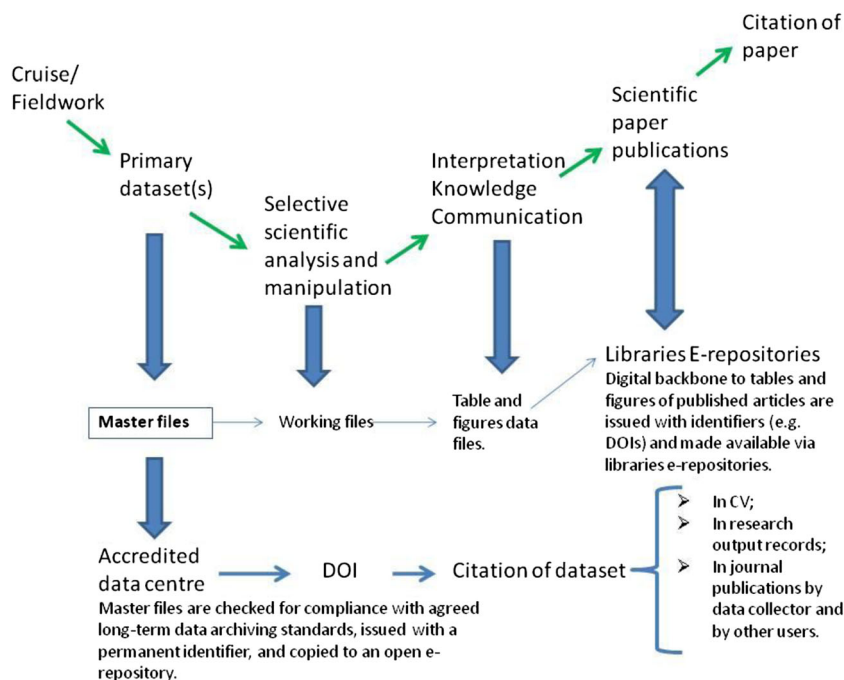 Cruise/
Fieldwork
Primary
dataset(s)
Selective
scientific
analysis and
manipulation
Interpretation
Knowledge
Communication
Scientific
paper
publications
Citation of
paper
Master files
Working files
Table and
figures data
files.
Libraries E-repositories
Digital backbone to tables and
figures of published articles are
issued with identifiers (e.g.
DOIs) and made available via
libraries e-repositories.
Accredited
data centre
Master files are checked for compliance with agreed
long-term data archiving standards, issued with a
permanent identifier, and copied to an open e-
repository.
DOI
Citation of dataset
➢ In CV;
➢ In research
output records;
➢ In journal
publications by
data collector and
by other users.